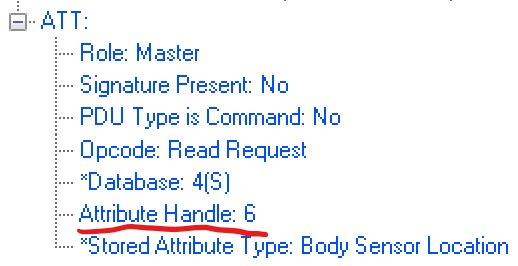 ATT:
Role: Master
Signature Present: No
PDU Type is Command: No
Opcode: Read Request
*Database: 4(S)
Attribute Handle: 6
*Stored Attribute Type: Body Sensor Location